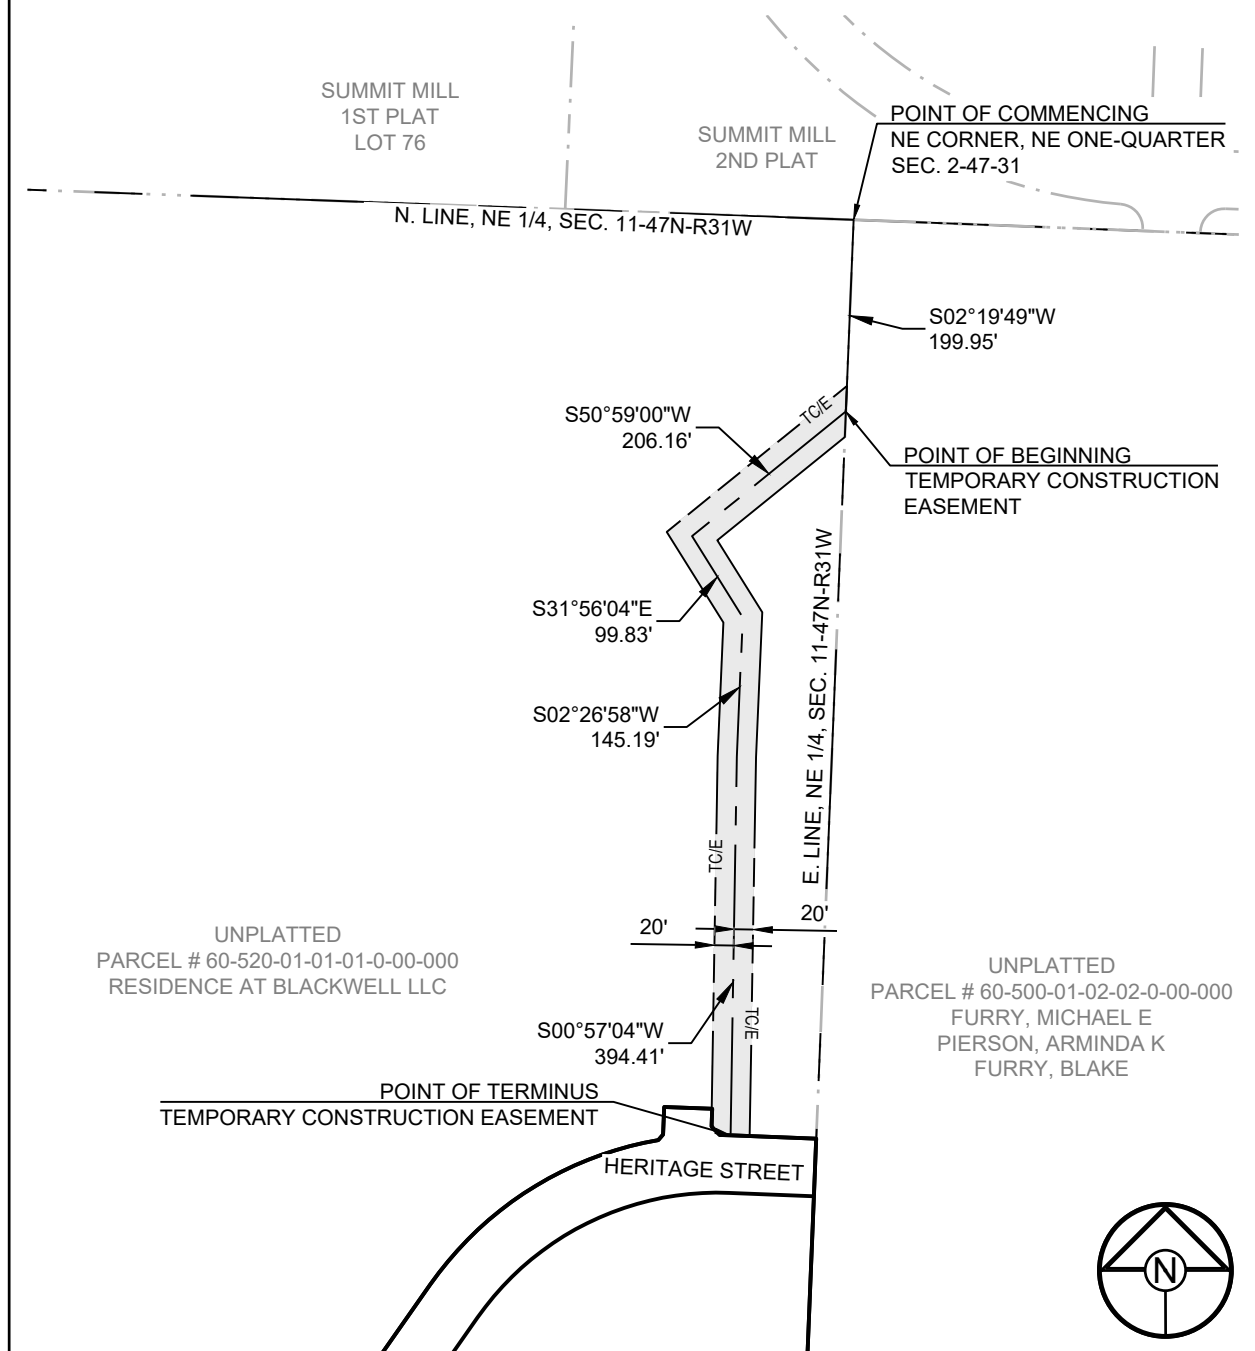 SUMMIT MILL
1ST PLAT
LOT 76
SUMMIT MILL
2ND PLAT
POINT OF COMMENCING
NE CORNER, NE ONE-QUARTER
SEC. 2-47-31
N. LINE, NE 1/4, SEC. 11-47N-R31W
S02°19'49"W
199.95'
TC/E
S50°59'00"W
206.16'
POINT OF BEGINNING
TEMPORARY CONSTRUCTION
EASEMENT
E. LINE, NE 1/4, SEC. 11-47N-R31W
S31°56'04"E
99.83'
S02°26'58"W
145.19'
TC/E
20'
20'
UNPLATTED
PARCEL # 60-520-01-01-01-0-00-000
RESIDENCE AT BLACKWELL LLC
UNPLATTED
PARCEL # 60-500-01-02-02-0-00-000
FURRY, MICHAEL E
PIERSON, ARMINDA K
FURRY, BLAKE
TC/E
S00°57'04"W
394.41'
POINT OF TERMINUS
TEMPORARY CONSTRUCTION EASEMENT
HERITAGE STREET
N